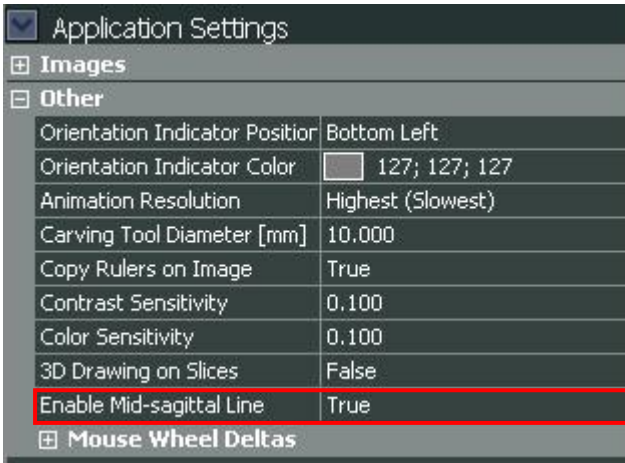 Application Settings
Images
Other
Orientation Indicator Position Bottom Left
Orientation Indicator Color 127; 127; 127
Animation Resolution Highest (Slowest)
Carving Tool Diameter [mm] 10.000
Copy Rulers on Image True
Contrast Sensitivity 0.100
Color Sensitivity 0.100
3D Drawing on Slices False
Enable Mid-sagittal Line True
Mouse Wheel Deltas